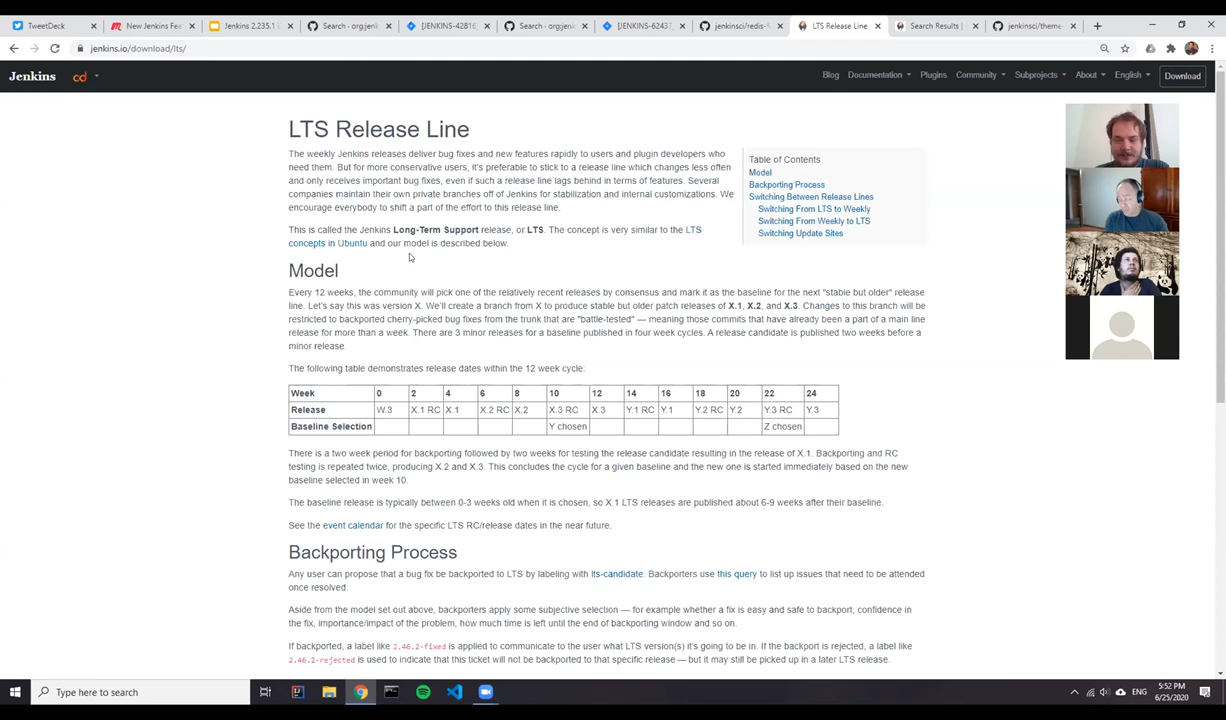 TweetDeck
New Jenkins Fea
Jenkins 2.235.1
Search · org:jen
[JENKINS-42816
Search · org:jenk
[JENKINS-62437
jenkinsci/redis-f
LTS Release Line
Search Results |
jenkinsci/theme
jenkins.io/download/lts/
Jenkins
cd
Blog
Documentation
Plugins
Community
Subprojects
About
English
Download
LTS Release Line
The weekly Jenkins releases deliver bug fixes and new features rapidly to users and plugin developers who
need them. But for more conservative users, it's preferable to stick to a release line which changes less often
and only receives important bug fixes, even if such a release line lags behind in terms of features. Several
companies maintain their own private branches off of Jenkins for stabilization and internal customizations. We
encourage everybody to shift a part of the effort to this release line.
This is called the Jenkins Long-Term Support release, or LTS. The concept is very similar to the LTS
concepts in Ubuntu and our model is described below.
Table of Contents
Model
Backporting Process
Switching Between Release Lines
Switching From LTS to Weekly
Switching From Weekly to LTS
Switching Update Sites
Model
Every 12 weeks, the community will pick one of the relatively recent releases by consensus and mark it as the baseline for the next "stable but older" release
line. Let's say this was version X. We'll create a branch from X to produce stable but older patch releases of X.1, X.2, and X.3. Changes to this branch will be
restricted to backported cherry-picked bug fixes from the trunk that are "battle-tested" — meaning those commits that have already been a part of a main line
release for more than a week. There are 3 minor releases for a baseline published in four week cycles. A release candidate is published two weeks before a
minor release.
The following table demonstrates release dates within the 12 week cycle:
Week 0 2 4 6 8 10 12 14 16 18 20 22 24
Release W.3 X.1 RC X.1 X.2 RC X.2 X.3 RC X.3 Y.1 RC Y.1 Y.2 RC Y.2 Y.3 RC Y.3
Baseline Selection Y chosen Z chosen
There is a two week period for backporting followed by two weeks for testing the release candidate resulting in the release of X.1. Backporting and RC
testing is repeated twice, producing X.2 and X.3. This concludes the cycle for a given baseline and the new one is started immediately based on the new
baseline selected in week 10.
The baseline release is typically between 0-3 weeks old when it is chosen, so X.1 LTS releases are published about 6-9 weeks after their baseline.
See the event calendar for the specific LTS RC/release dates in the near future.
Backporting Process
Any user can propose that a bug fix be backported to LTS by labeling with lts-candidate. Backporters use this query to list up issues that need to be attended
once resolved.
Aside from the model set out above, backporters apply some subjective selection — for example whether a fix is easy and safe to backport, confidence in
the fix, importance/impact of the problem, how much time is left until the end of backporting window and so on.
If backported, a label like 2.46.2-fixed is applied to communicate to the user what LTS version(s) it's going to be in. If the backport is rejected, a label like
2.46.2-rejected is used to indicate that this ticket will not be backported to that specific release — but it may still be picked up in a later LTS release.
Type here to search
ENG
5:52 PM
6/25/2020